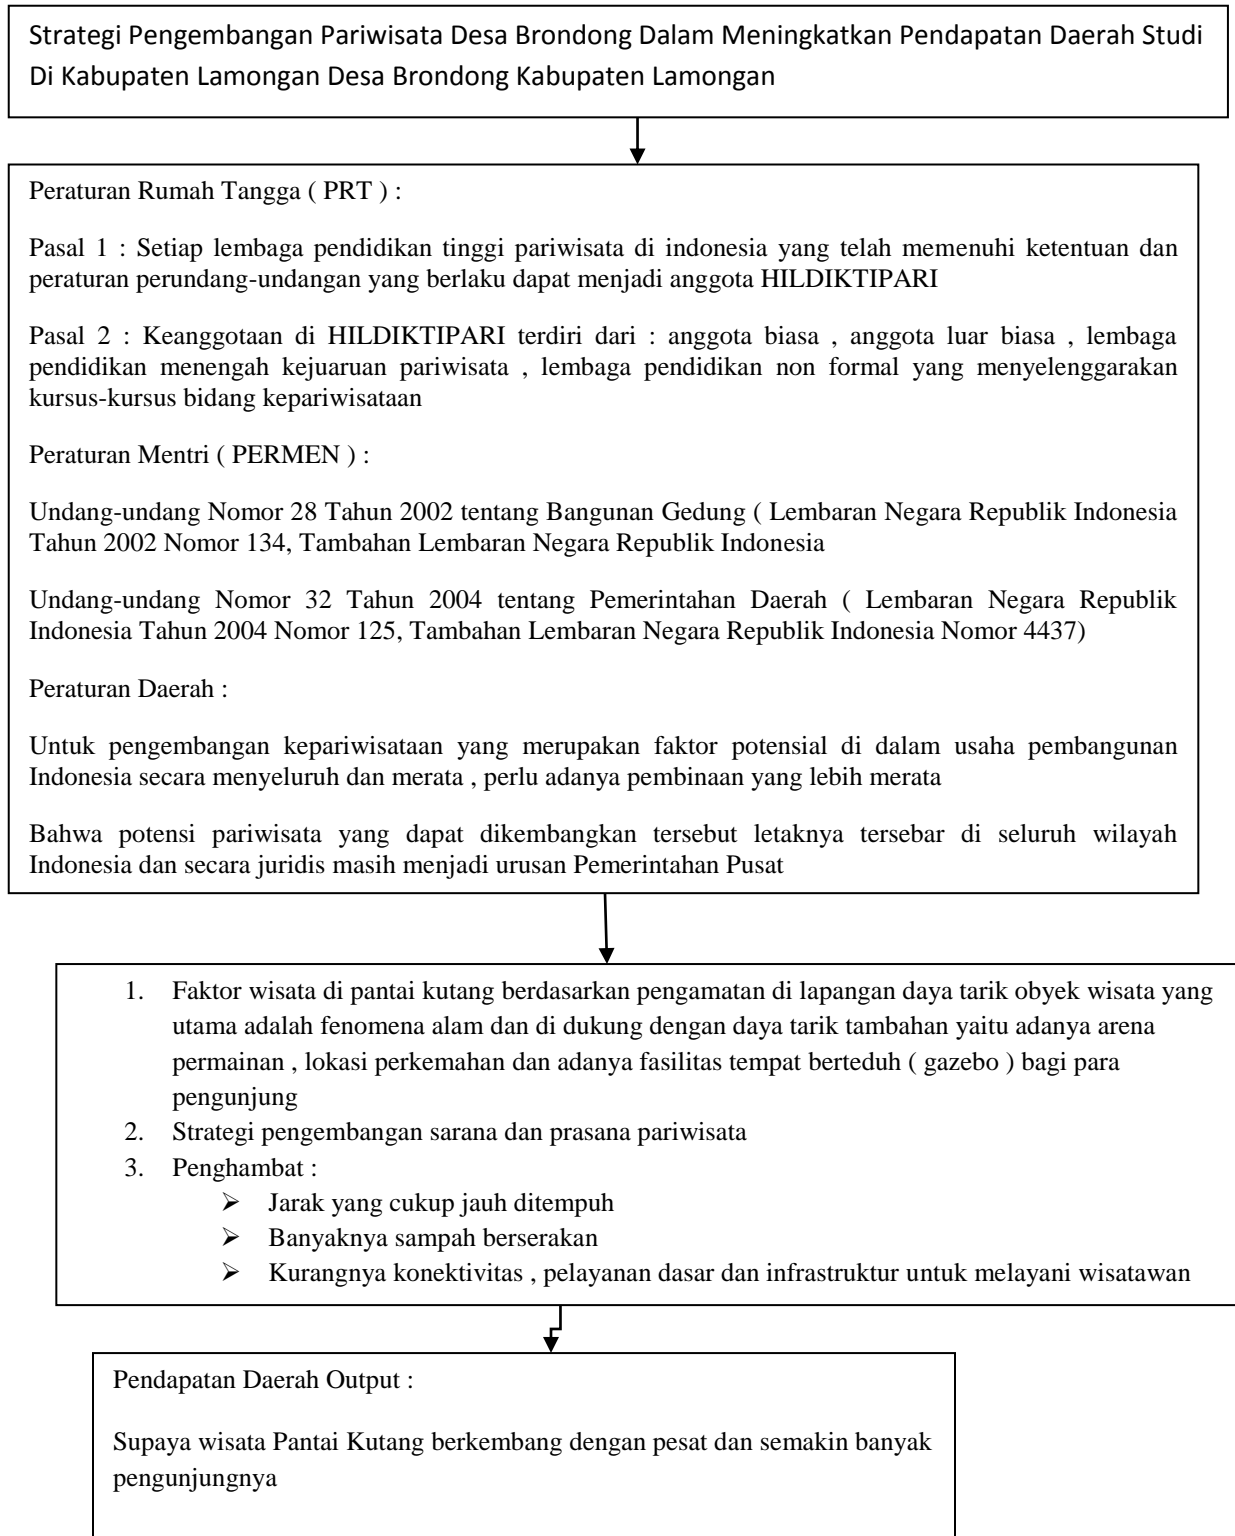 Strategi Pengembangan Pariwisata Desa Brondong Dalam Meningkatkan Pendapatan Daerah Studi
Di Kabupaten Lamongan Desa Brondong Kabupaten Lamongan
Peraturan Rumah Tangga ( PRT ) :
Pasal 1 : Setiap lembaga pendidikan tinggi pariwisata di indonesia yang telah memenuhi ketentuan dan
peraturan perundang-undangan yang berlaku dapat menjadi anggota HILDIKTIPARI
Pasal 2 : Keanggotaan di HILDIKTIPARI terdiri dari : anggota biasa , anggota luar biasa , lembaga
pendidikan menengah kejuaruan pariwisata , lembaga pendidikan non formal yang menyelenggarakan
kursus-kursus bidang kepariwisataan
Peraturan Mentri ( PERMEN ) :
Undang-undang Nomor 28 Tahun 2002 tentang Bangunan Gedung ( Lembaran Negara Republik Indonesia
Tahun 2002 Nomor 134, Tambahan Lembaran Negara Republik Indonesia
Undang-undang Nomor 32 Tahun 2004 tentang Pemerintahan Daerah ( Lembaran Negara Republik
Indonesia Tahun 2004 Nomor 125, Tambahan Lembaran Negara Republik Indonesia Nomor 4437)
Peraturan Daerah :
Untuk pengembangan kepariwisataan yang merupakan faktor potensial di dalam usaha pembangunan
Indonesia secara menyeluruh dan merata , perlu adanya pembinaan yang lebih merata
Bahwa potensi pariwisata yang dapat dikembangkan tersebut letaknya tersebar di seluruh wilayah
Indonesia dan secara juridis masih menjadi urusan Pemerintahan Pusat
1. Faktor wisata di pantai kutang berdasarkan pengamatan di lapangan daya tarik obyek wisata yang
utama adalah fenomena alam dan di dukung dengan daya tarik tambahan yaitu adanya arena
permainan , lokasi perkemahan dan adanya fasilitas tempat berteduh ( gazebo ) bagi para
pengunjung
2. Strategi pengembangan sarana dan prasana pariwisata
3. Penghambat :
➢ Jarak yang cukup jauh ditempuh
➢ Banyaknya sampah berserakan
➢ Kurangnya konektivitas , pelayanan dasar dan infrastruktur untuk melayani wisatawan
Pendapatan Daerah Output :
Supaya wisata Pantai Kutang berkembang dengan pesat dan semakin banyak
pengunjungnya